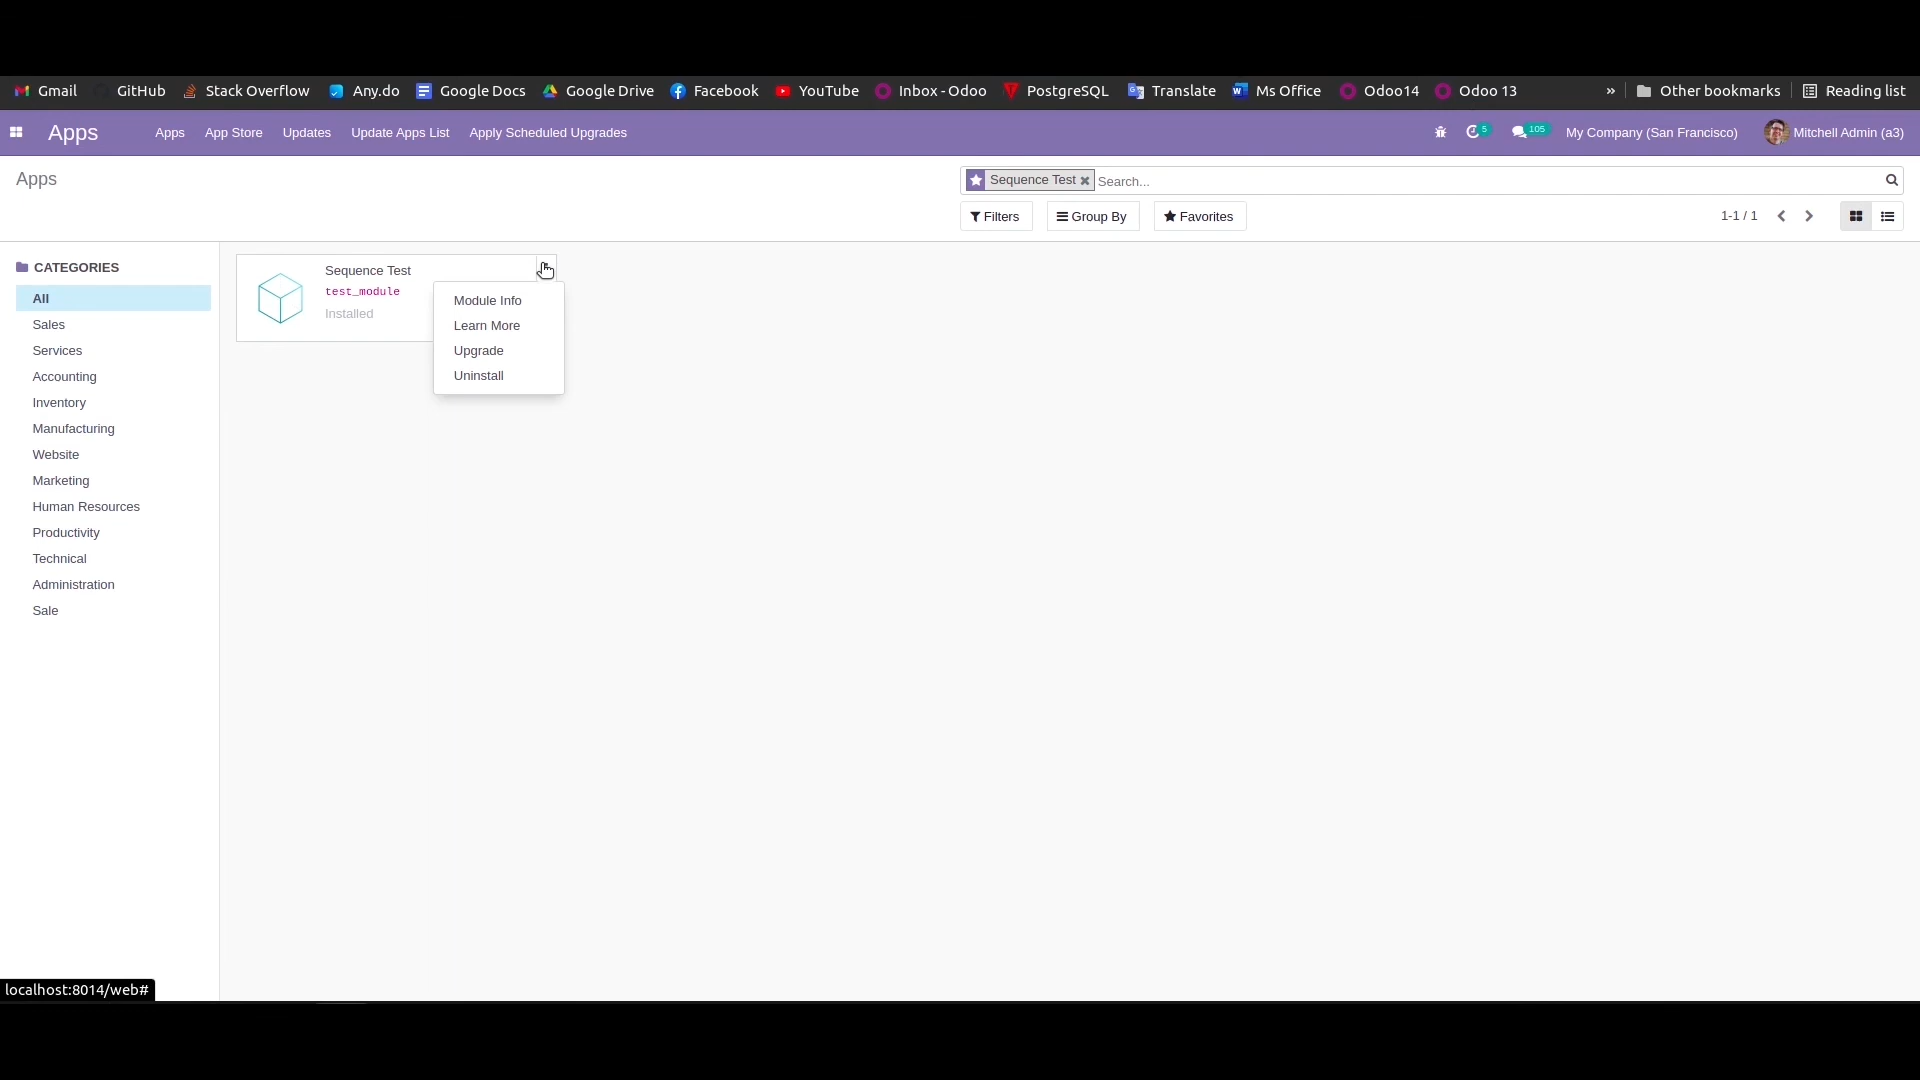 Gmail GitHub Stack Overflow Any.do Google Docs Google Drive Facebook YouTube Inbox - Odoo PostgreSQL Translate Ms Office Odoo14 Odoo 13 » Other bookmarks Reading list
Apps Apps App Store Updates Update Apps List Apply Scheduled Upgrades 5 105 My Company (San Francisco) Mitchell Admin (a3)
Apps
Sequence Test Search...
Filters Group By Favorites 1-1 / 1
CATEGORIES
All
Sales
Services
Accounting
Inventory
Manufacturing
Website
Marketing
Human Resources
Productivity
Technical
Administration
Sale
Sequence Test
test_module
Installed
Module Info
Learn More
Upgrade
Uninstall
localhost:8014/web#